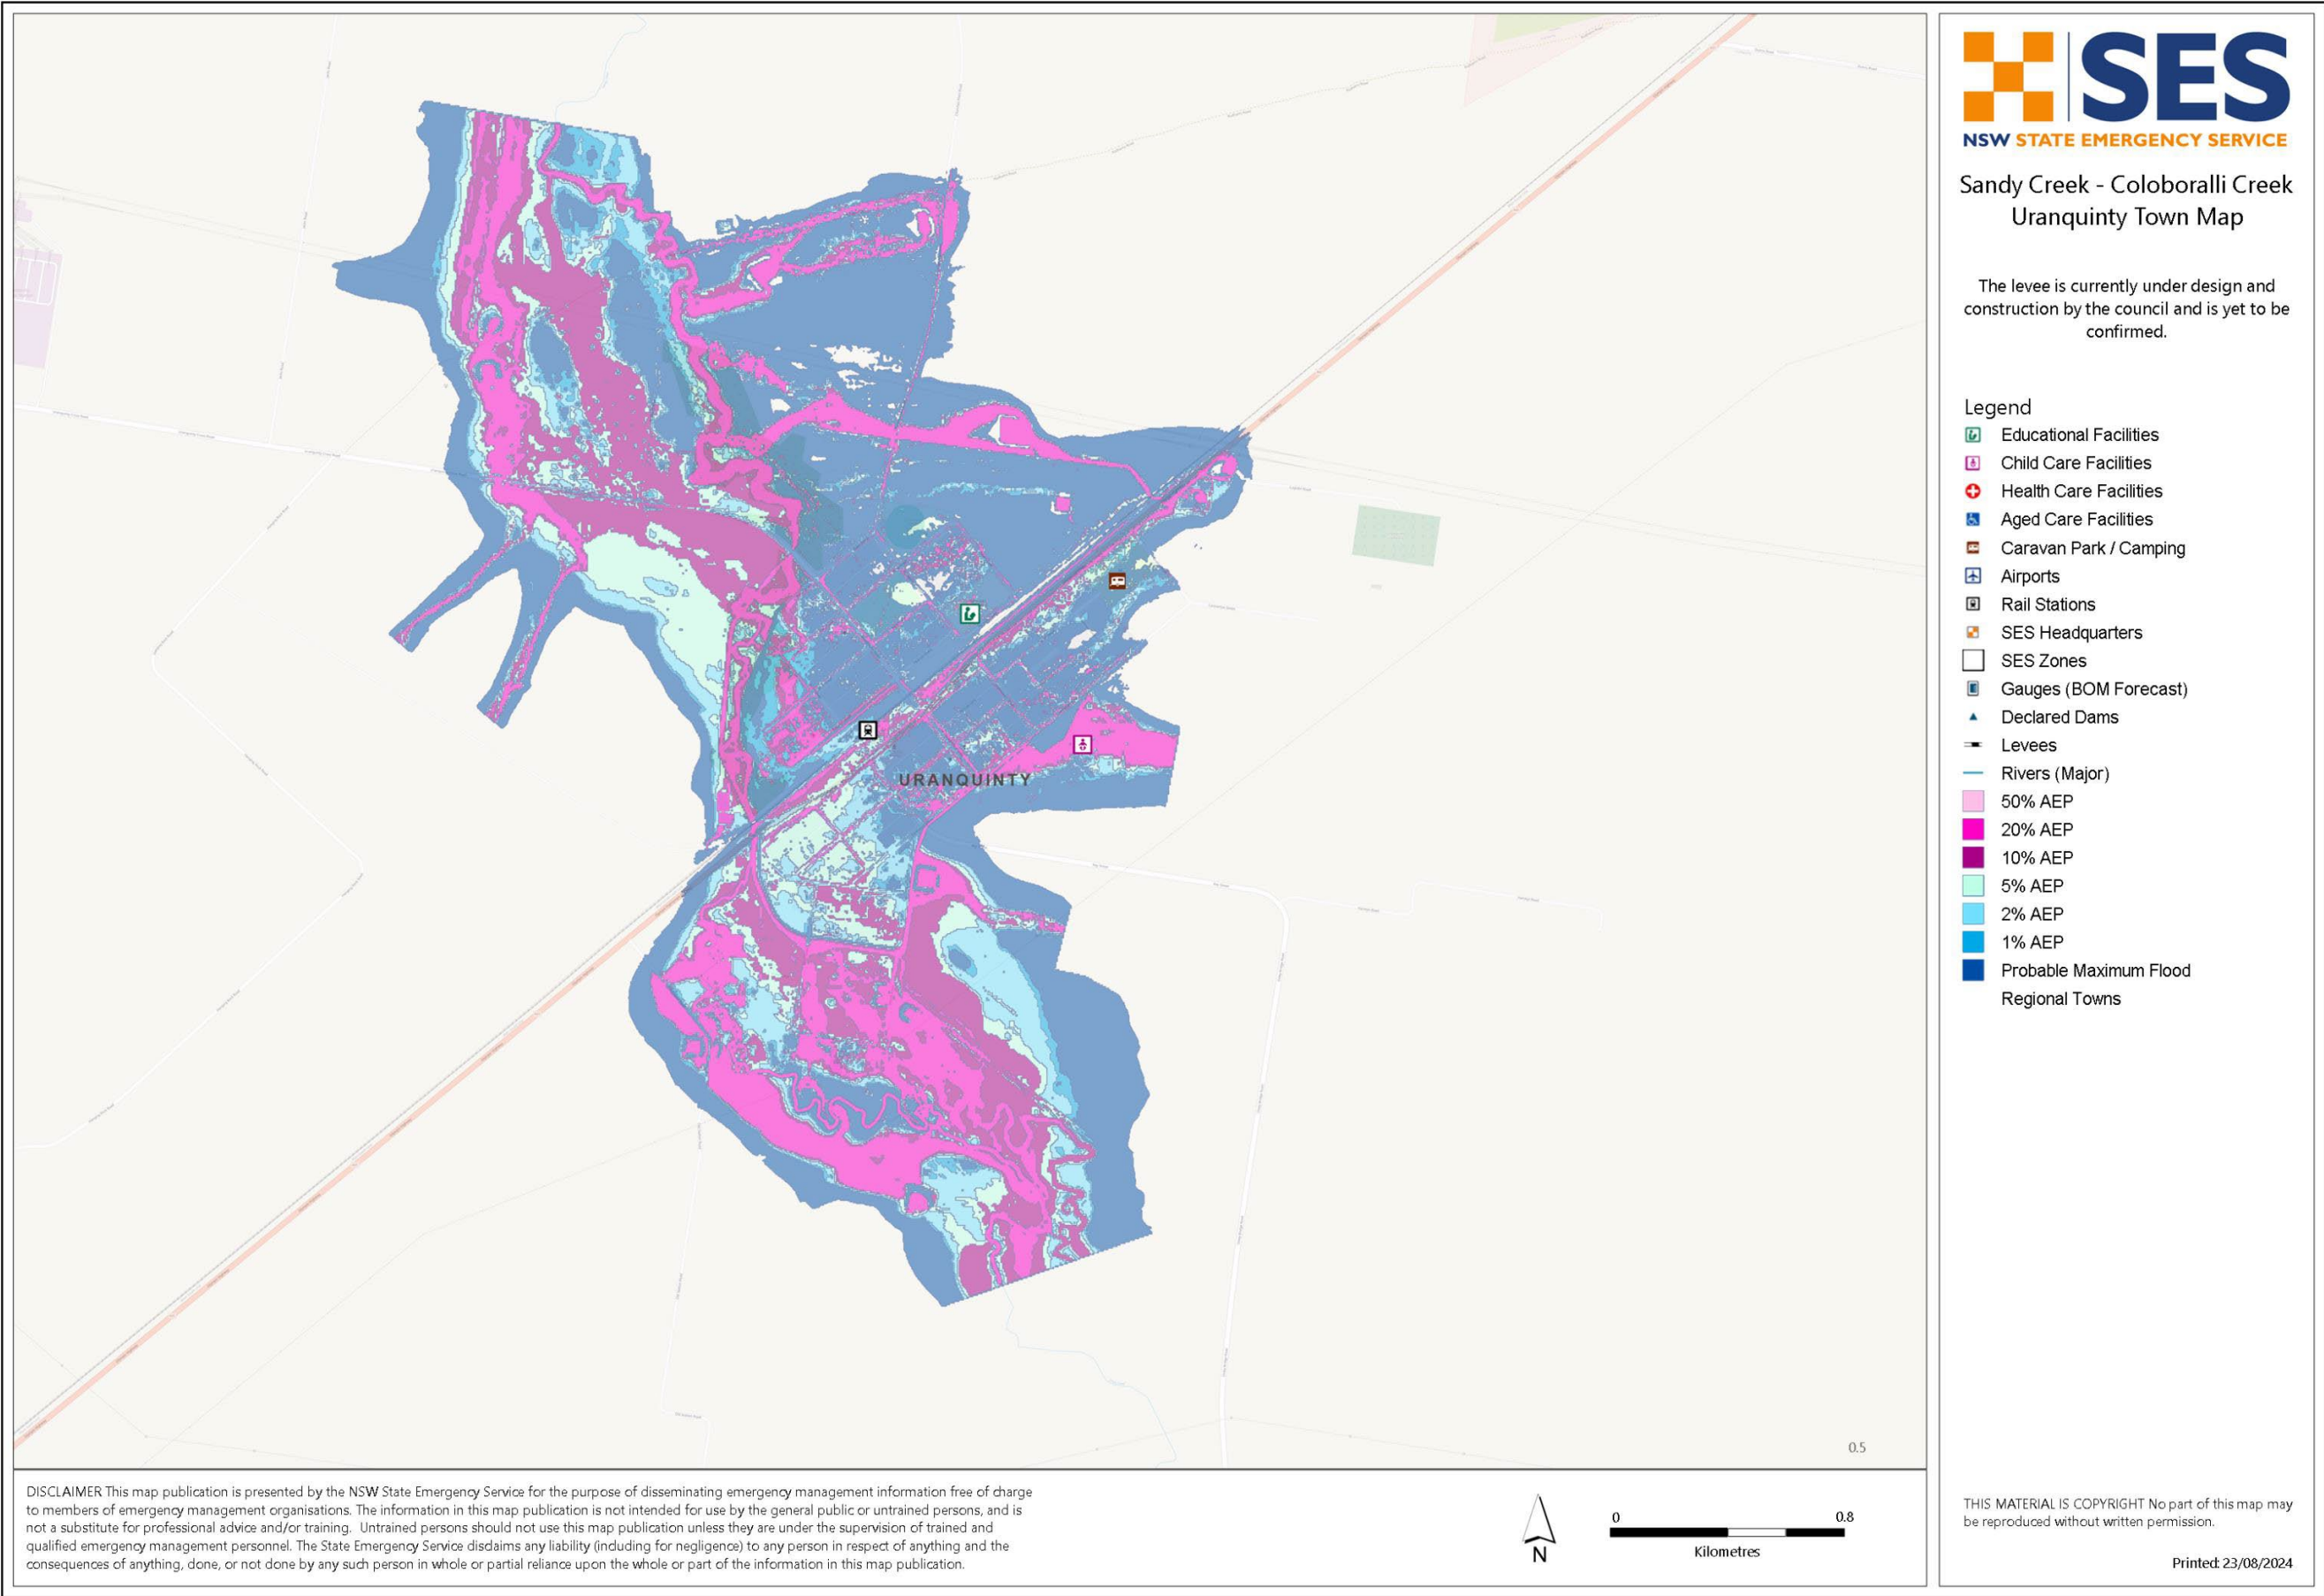 SES
NSW STATE EMERGENCY SERVICE
Sandy Creek - Coloboralli Creek
Uranquinty Town Map
The levee is currently under design and
construction by the council and is yet to be
confirmed.
Legend
Educational Facilities
Child Care Facilities
Health Care Facilities
Aged Care Facilities
Caravan Park / Camping
Airports
Rail Stations
SES Headquarters
SES Zones
Gauges (BOM Forecast)
Declared Dams
Levees
Rivers (Major)
50% AEP
20% AEP
10% AEP
5% AEP
2% AEP
1% AEP
Probable Maximum Flood
Regional Towns
URANQUINTY
0.5
DISCLAIMER This map publication is presented by the NSW State Emergency Service for the purpose of disseminating emergency management information free of charge
to members of emergency management organisations. The information in this map publication is not intended for use by the general public or untrained persons, and is
not a substitute for professional advice and/or training. Untrained persons should not use this map publication unless they are under the supervision of trained and
qualified emergency management personnel. The State Emergency Service disclaims any liability (including for negligence) to any person in respect of anything and the
consequences of anything, done, or not done by any such person in whole or partial reliance upon the whole or part of the information in this map publication.
N
0 0.8
Kilometres
THIS MATERIAL IS COPYRIGHT No part of this map may
be reproduced without written permission.
Printed: 23/08/2024